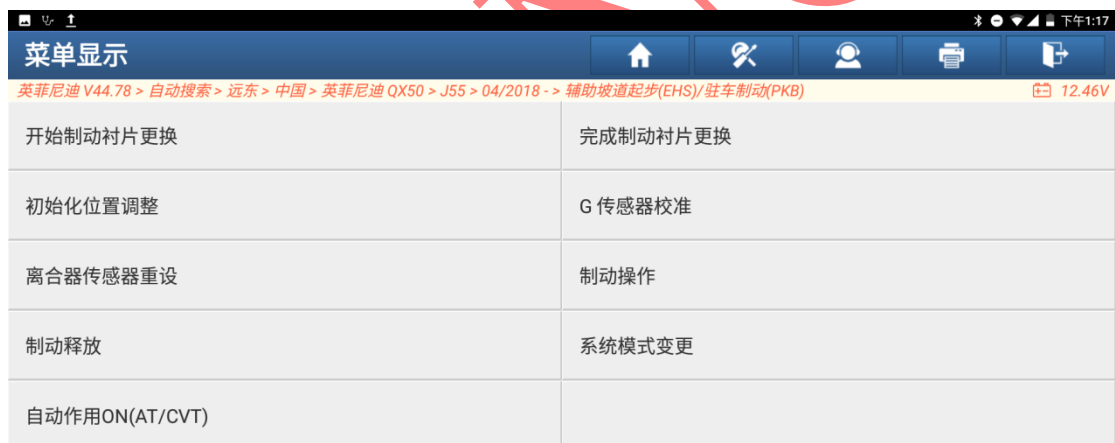 下午1:17
菜单显示
英菲尼迪 V44.78 > 自动搜索 > 远东 > 中国 > 英菲尼迪 QX50 > J55 > 04/2018 - > 辅助坡道起步(EHS)/驻车制动(PKB) 12.46V
开始制动衬片更换 完成制动衬片更换
初始化位置调整 G 传感器校准
离合器传感器重设 制动操作
制动释放 系统模式变更
自动作用ON(AT/CVT)